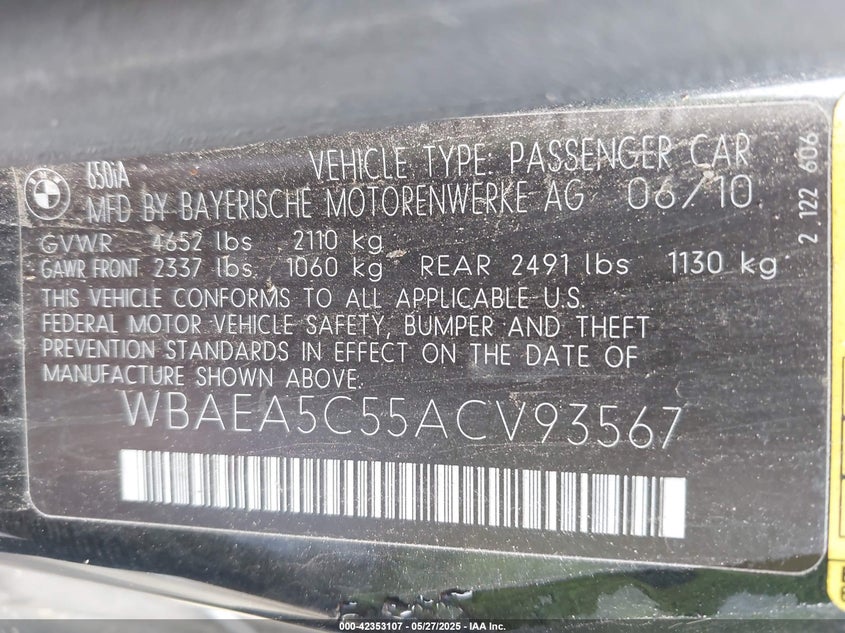 650iA
VEHICLE TYPE: PASSENGER CAR
MFD BY BAYERISCHE MOTORENWERKE AG 06/10
GVWR 4652 lbs 2110 kg
GAWR FRONT 2337 lbs 1060 kg REAR 2491 lbs 1130 kg
THIS VEHICLE CONFORMS TO ALL APPLICABLE U.S.
FEDERAL MOTOR VEHICLE SAFETY, BUMPER AND THEFT
PREVENTION STANDARDS IN EFFECT ON THE DATE OF
MANUFACTURE SHOWN ABOVE.
WBAEA5C55ACV93567
2 122 606
000-42353107 - 05/27/2025 - IAA Inc.